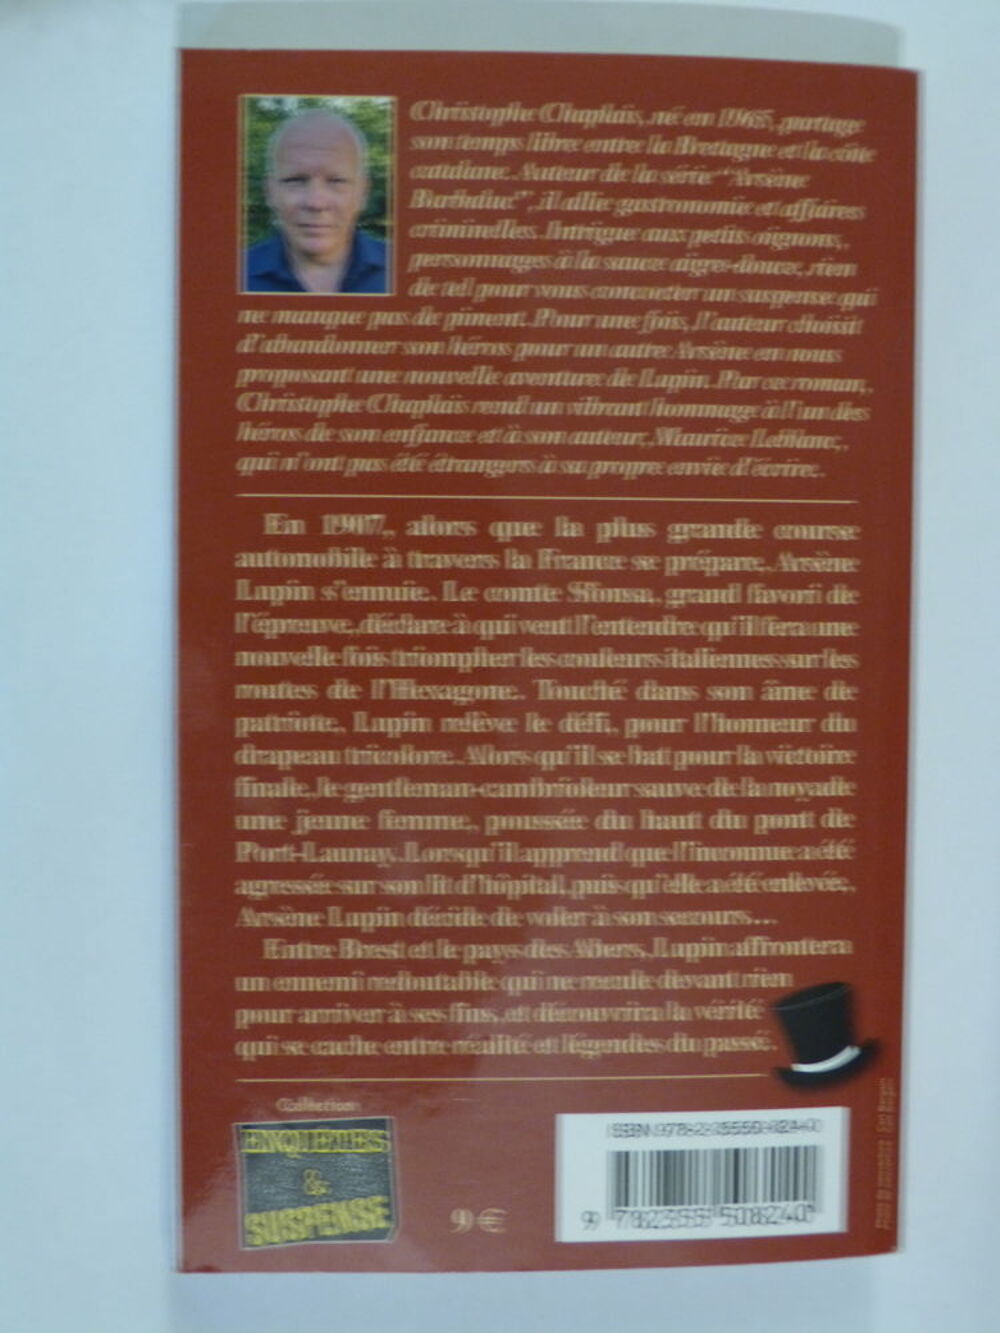 Christophe Chaplais, né en 1965, partage
son temps libre entre la Bretagne et la côte
catalane. Auteur de la série "Arsène
Barbaluc", il allie gastronomie et affaires
criminelles. Intrigue aux petits oignons,
personnages à la sauce aigre-douce, rien
de tel pour vous concocter un suspense qui
ne manque pas de piment. Pour une fois, l'auteur choisit
d'abandonner son héros pour un autre Arsène en nous
proposant une nouvelle aventure de Lupin. Par ce roman,
Christophe Chaplais rend un vibrant hommage à l'un des
héros de son enfance et à son auteur, Maurice Leblanc,
qui n'ont pas été étrangers à sa propre envie d'écrire.
En 1907, alors que la plus grande course
automobile à travers la France se prépare, Arsène
Lupin s'ennuie. Le comte Sforsa, grand favori de
l'épreuve, déclare à qui veut l'entendre qu'il fera une
nouvelle fois triompher les couleurs italiennes sur les
routes de l'Hexagone. Touché dans son âme de
patriote, Lupin relève le défi, pour l'honneur du
drapeau tricolore. Alors qu'il se bat pour la victoire
finale, le gentleman-cambrioleur sauve de la noyade
une jeune femme, poussée du haut du pont de
Port-Launay. Lorsqu'il apprend que l'inconnue a été
agressée sur son lit d'hôpital, puis qu'elle a été enlevée,
Arsène Lupin décide de voler à son secours...
Entre Brest et le pays des Abers, Lupin affrontera
un ennemi redoutable qui ne recule devant rien
pour arriver à ses fins, et découvrira la vérité
qui se cache entre réalité et légendes du passé.
Collection
ENQUÊTES
&
SUSPENSE
9 €
ISBN
9